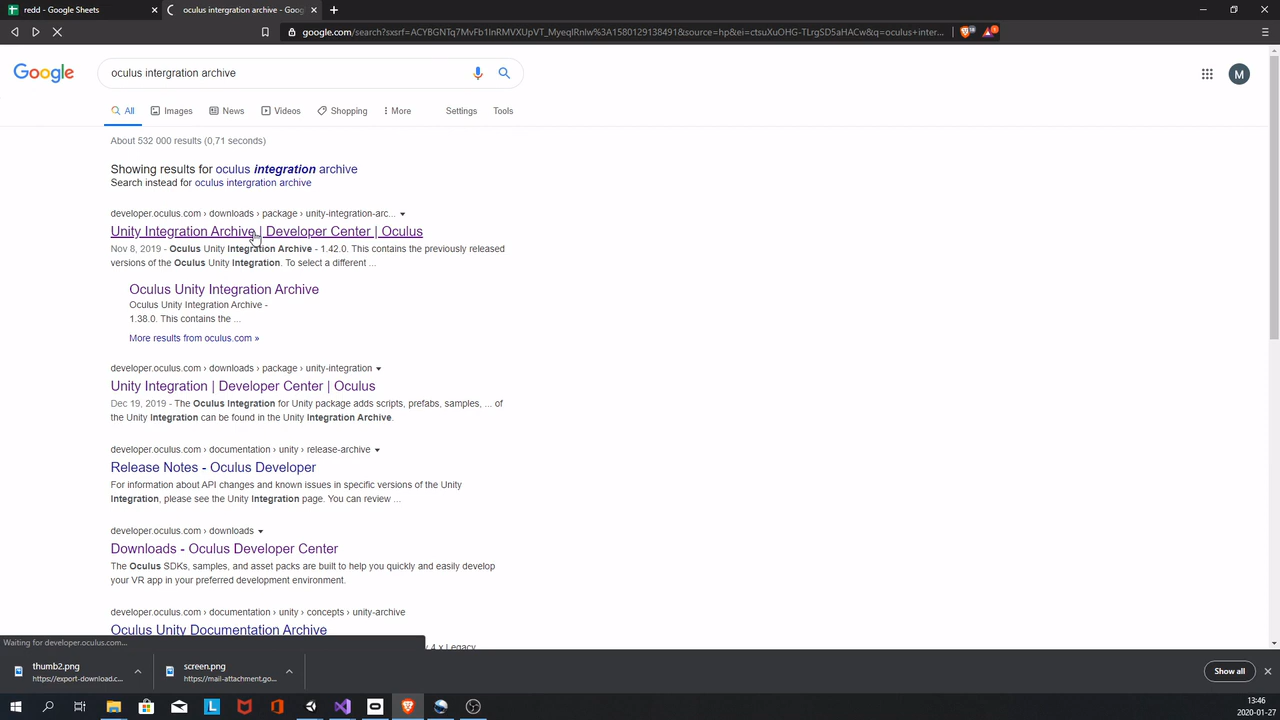 redd - Google Sheets
oculus intergration archive - Goo
google.com/search?sxsrf=ACYBGNTq7MvFb1InRMVXUpVT_MyeqIRnlw%3A1580129138491&source=hp&ei=ctsuXuOHG-TLrgSD5aHACw&q=oculus+inter...
Google
oculus intergration archive
M
All
Images
News
Videos
Shopping
More
Settings
Tools
About 532 000 results (0,71 seconds)
Showing results for oculus integration archive
Search instead for oculus intergration archive
developer.oculus.com › downloads › package › unity-integration-arc...
Unity Integration Archive | Developer Center | Oculus
Nov 8, 2019 - Oculus Unity Integration Archive - 1.42.0. This contains the previously released
versions of the Oculus Unity Integration. To select a different ...
Oculus Unity Integration Archive
Oculus Unity Integration Archive -
1.38.0. This contains the ...
More results from oculus.com »
developer.oculus.com › downloads › package › unity-integration
Unity Integration | Developer Center | Oculus
Dec 19, 2019 - The Oculus Integration for Unity package adds scripts, prefabs, samples, ... of
the Unity Integration can be found in the Unity Integration Archive.
developer.oculus.com › documentation › unity › release-archive
Release Notes - Oculus Developer
For information about API changes and known issues in specific versions of the Unity
Integration, please see the Unity Integration page. You can review ...
developer.oculus.com › downloads
Downloads - Oculus Developer Center
The Oculus SDKs, samples, and asset packs are built to help you quickly and easily develop
your VR app in your preferred development environment.
developer.oculus.com › documentation › unity › concepts › unity-archive
Oculus Unity Documentation Archive
Waiting for developer.oculus.com...
y 4.x Legacy
thumb2.png
https://export-download.c...
screen.png
https://mail-attachment.go...
Show all
13:46
2020-01-27